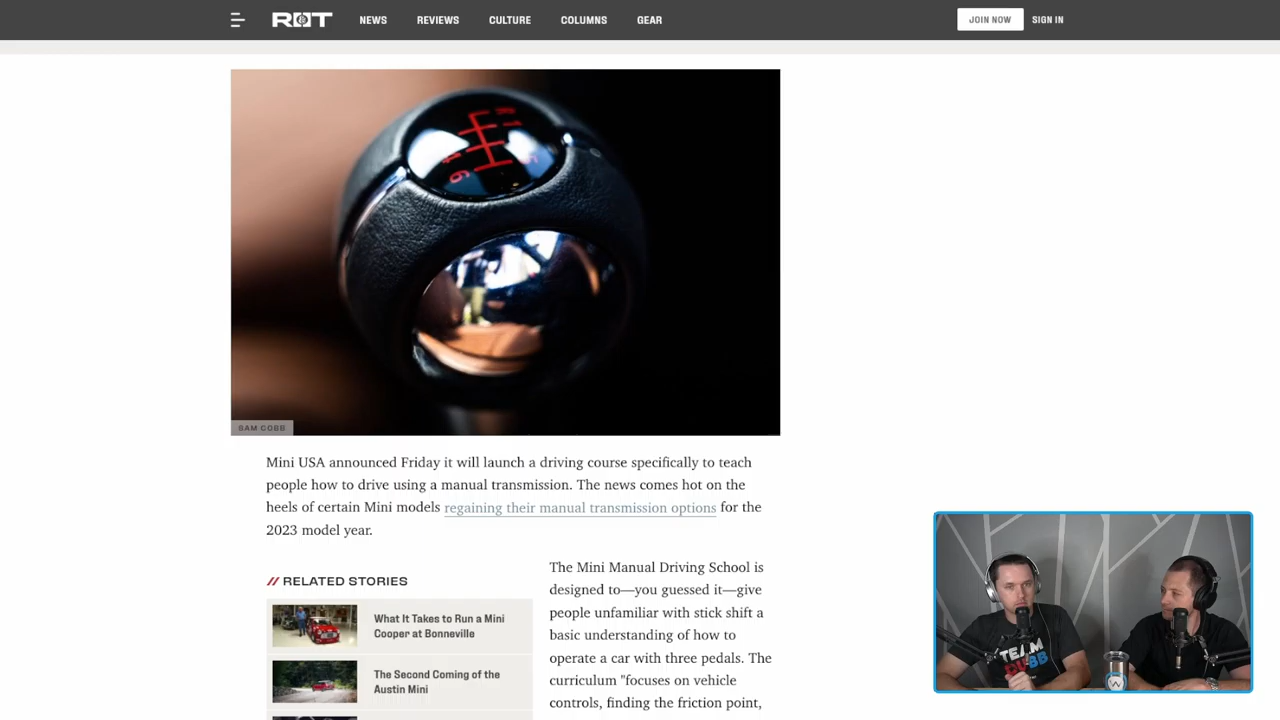 R&T
NEWS
REVIEWS
CULTURE
COLUMNS
GEAR
JOIN NOW
SIGN IN
R 1
4 6
SAM COBB
Mini USA announced Friday it will launch a driving course specifically to teach
people how to drive using a manual transmission. The news comes hot on the
heels of certain Mini models regaining their manual transmission options for the
2023 model year.
// RELATED STORIES
What It Takes to Run a Mini
Cooper at Bonneville
The Second Coming of the
Austin Mini
The Mini Manual Driving School is
designed to—you guessed it—give
people unfamiliar with stick shift a
basic understanding of how to
operate a car with three pedals. The
curriculum "focuses on vehicle
controls, finding the friction point,
TEAM